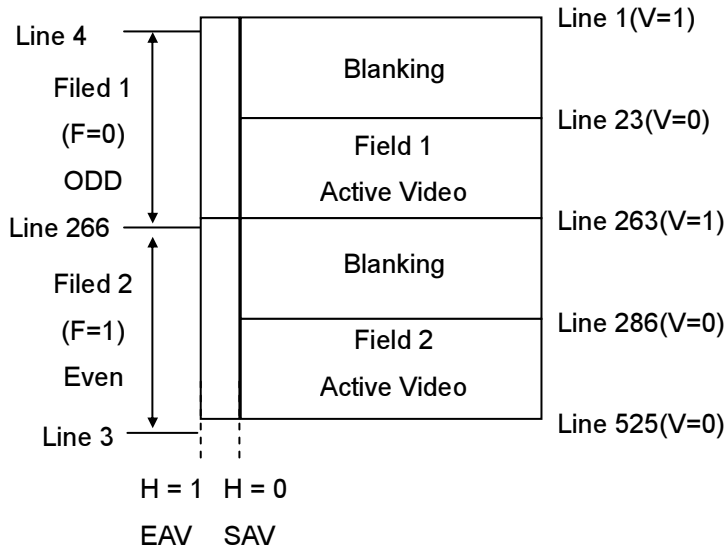 Line 4
Filed 1
(F=0)
ODD
Line 266
Filed 2
(F=1)
Even
Line 3
Blanking
Field 1
Active Video
Blanking
Field 2
Active Video
Line 1(V=1)
Line 23(V=0)
Line 263(V=1)
Line 286(V=0)
Line 525(V=0)
H = 1 H = 0
EAV SAV